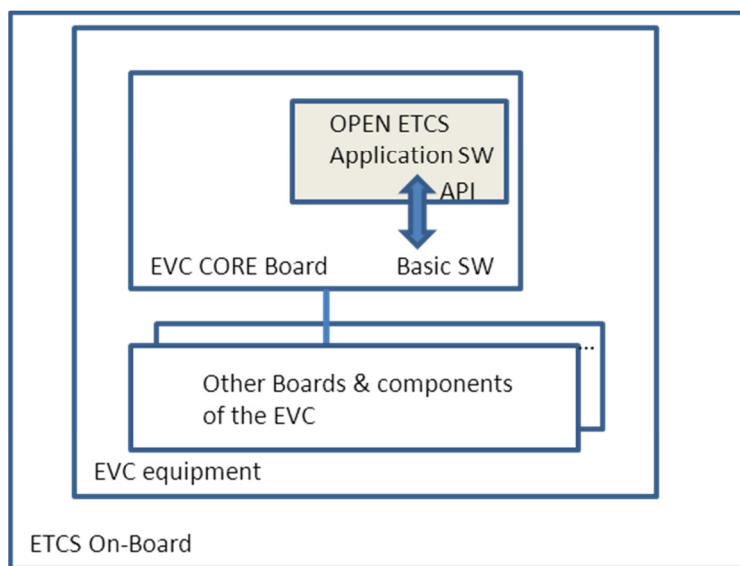 OPEN ETCS
Application SW
API
EVC CORE Board
Basic SW
...
Other Boards & components
of the EVC
EVC equipment
ETCS On-Board